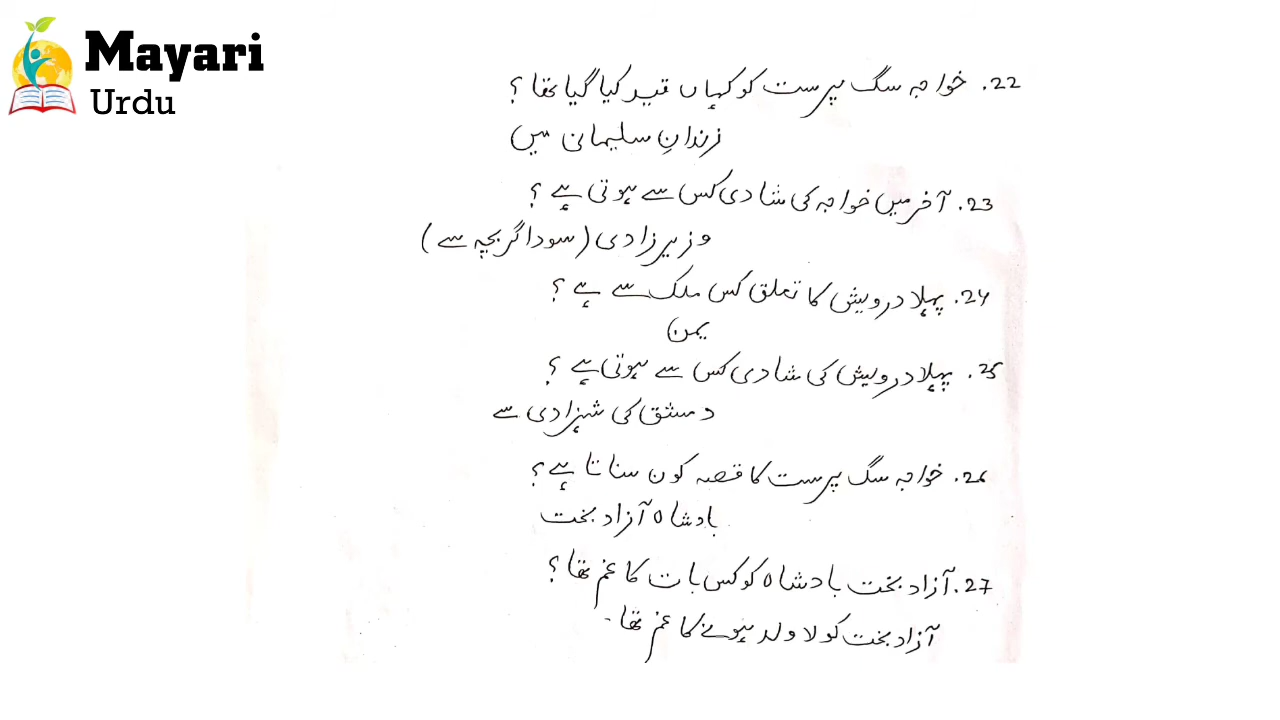 Mayari
Urdu
22. خواجہ سگ پرست کو کہاں قید کیا گیا تھا ؟
زندانِ سلیمانی میں
23. آخر میں خواجہ کی شادی کس سے ہوتی ہے ؟
وزیرزادی (سوداگر بچہ سے)
24. پہلا درویش کا تعلق کس ملک سے ہے ؟
یمن
25. پہلا درویش کی شادی کس سے ہوتی ہے ؟
دمشق کی شہزادی سے
26. خواجہ سگ پرست کا قصہ کون سناتا ہے ؟
بادشاہ آزاد بخت
27. آزاد بخت بادشاہ کو کس بات کا غم تھا ؟
آزاد بخت کو لا ولد ہونے کا غم تھا۔